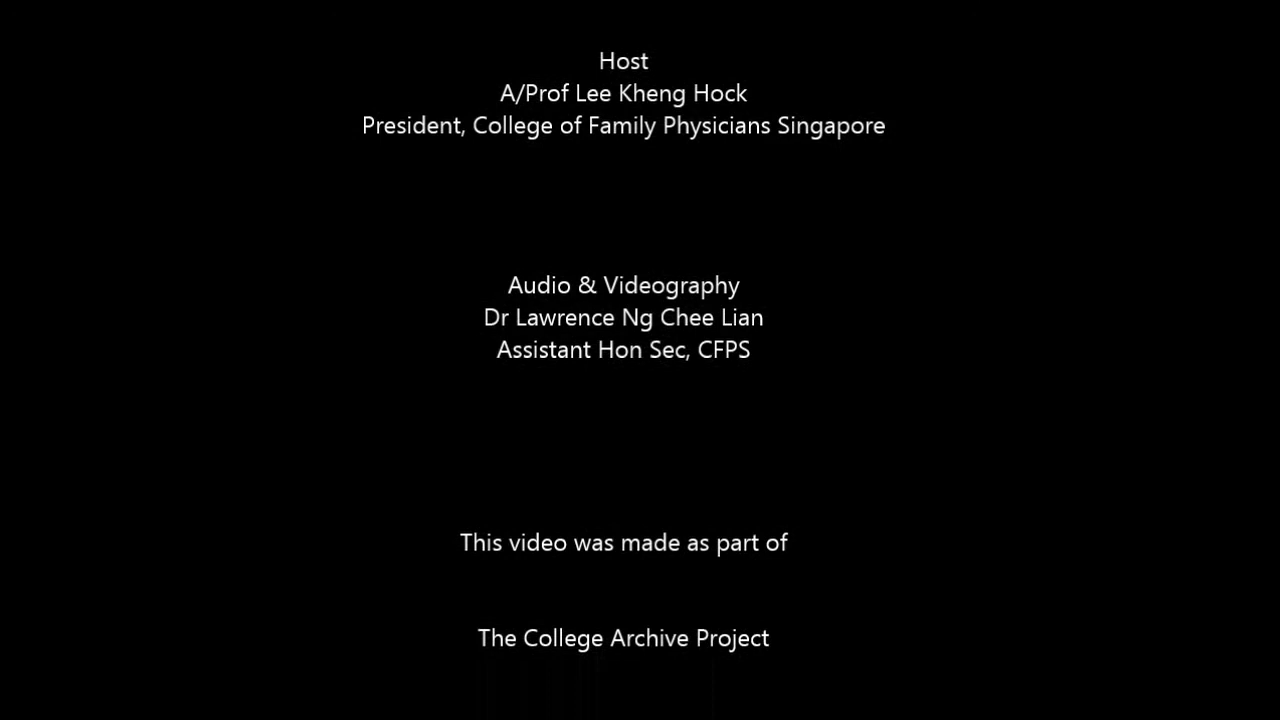 Host
A/Prof Lee Kheng Hock
President, College of Family Physicians Singapore
Audio & Videography
Dr Lawrence Ng Chee Lian
Assistant Hon Sec, CFPS
This video was made as part of
The College Archive Project